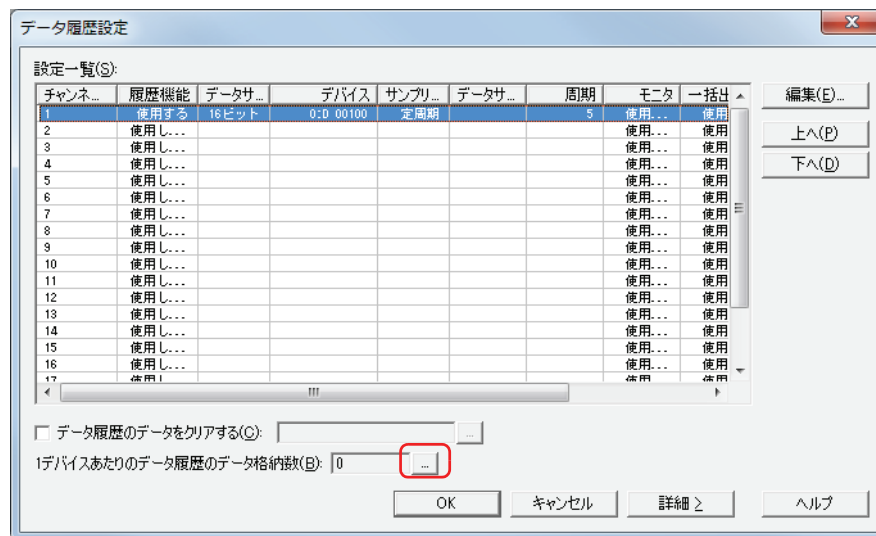 データ履歴設定
設定一覧(S):
チャンネ... 履歴機能 データサ... デバイス サンプリ... データサ... 周期 モニタ 一括出
1 使用する 16ビット 0:D 00100 定周期 5 使用... 使用
2 使用し... 使用... 使用
3 使用し... 使用... 使用
4 使用し... 使用... 使用
5 使用し... 使用... 使用
6 使用し... 使用... 使用
7 使用し... 使用... 使用
8 使用し... 使用... 使用
9 使用し... 使用... 使用
10 使用し... 使用... 使用
11 使用し... 使用... 使用
12 使用し... 使用... 使用
13 使用し... 使用... 使用
14 使用し... 使用... 使用
15 使用し... 使用... 使用
16 使用し... 使用... 使用
17
編集(E)...
上へ(P)
下へ(D)
データ履歴のデータをクリアする(C): ...
1デバイスあたりのデータ履歴のデータ格納数(B): 0 ...
OK キャンセル 詳細 ≥ ヘルプ